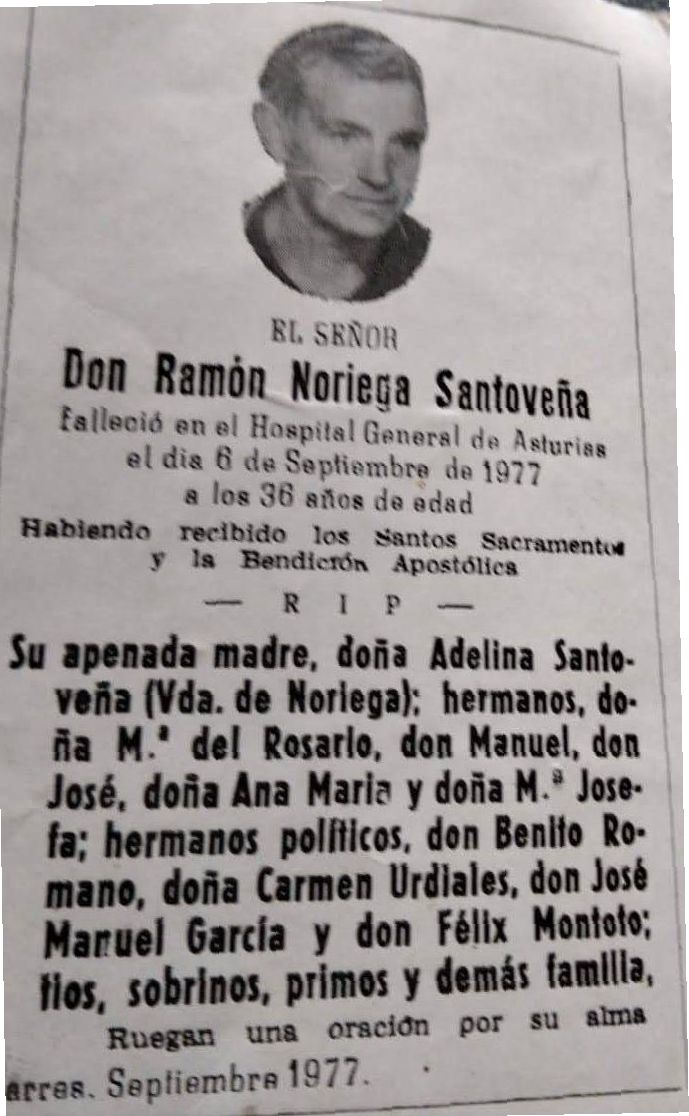 EL SEÑOR
Don Ramón Noriega Santoveña
Falleció en el Hospital General de Asturias
el dia 6 de Septiembre de 1977
a los 36 años de edad
Habiendo recibido los Santos Sacramentos
y la Bendición Apostólica
— R I P —
Su apenada madre, doña Adelina Santo-
veña (Vda. de Noriega); hermanos, do-
ña M.ª del Rosario, don Manuel, don
José, doña Ana Maria y doña M.ª Jose-
fa; hermanos políticos, don Benito Ro-
mano, doña Carmen Urdiales, don José
Manuel García y don Félix Montoto;
tios, sobrinos, primos y demás familia,
Ruegan una oración por su alma
arres. Septiembre 1977.